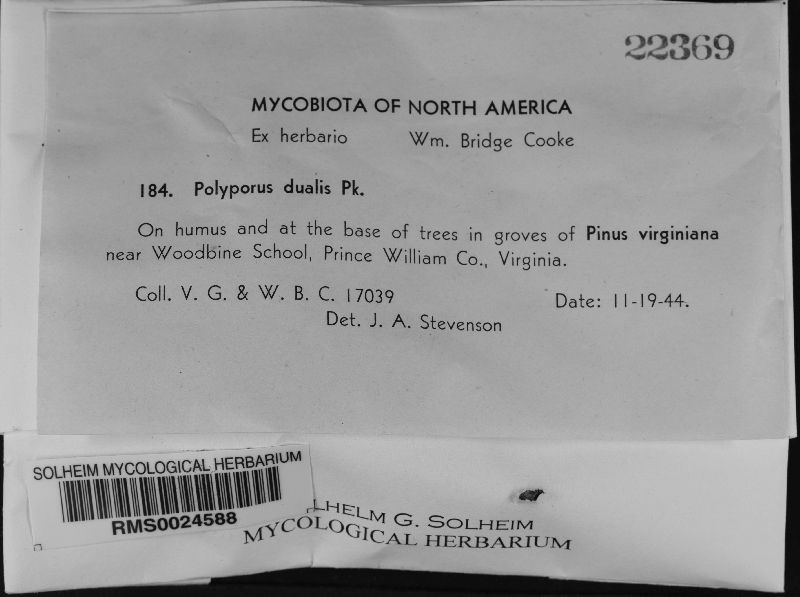 22369
MYCOBIOTA OF NORTH AMERICA
Ex herbario Wm. Bridge Cooke
184. Polyporus dualis Pk.
On humus and at the base of trees in groves of Pinus virginiana
near Woodbine School, Prince William Co., Virginia.
Coll. V. G. & W. B. C. 17039 Date: 11-19-44.
Det. J. A. Stevenson
SOLHEIM MYCOLOGICAL HERBARIUM
RMS0024588
LHELM G. SOLHEIM
MYCOLOGICAL HERBARIUM